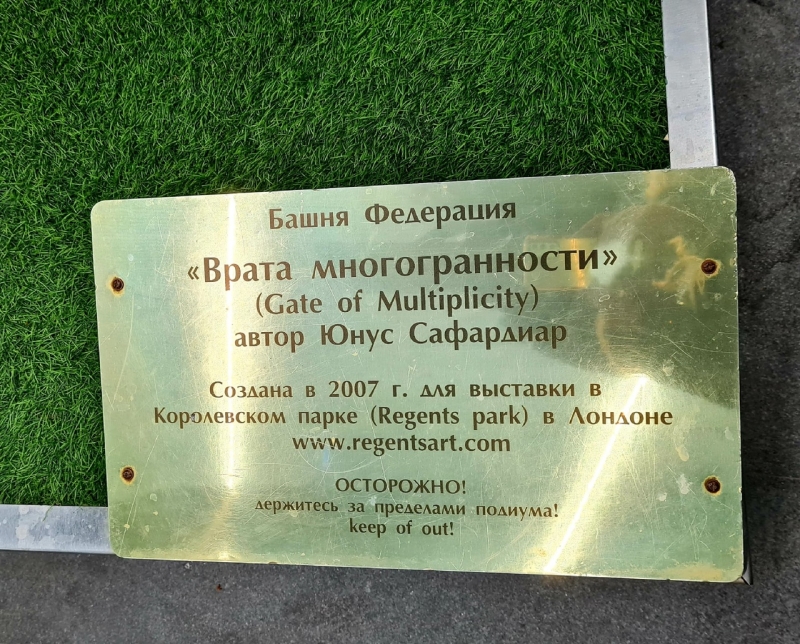 Башня Федерация
«Врата многогранности»
(Gate of Multiplicity)
автор Юнус Сафардиар
Создана в 2007 г. для выставки в
Королевском парке (Regents park) в Лондоне
www.regentsart.com
ОСТОРОЖНО!
держитесь за пределами подиума!
keep of out!